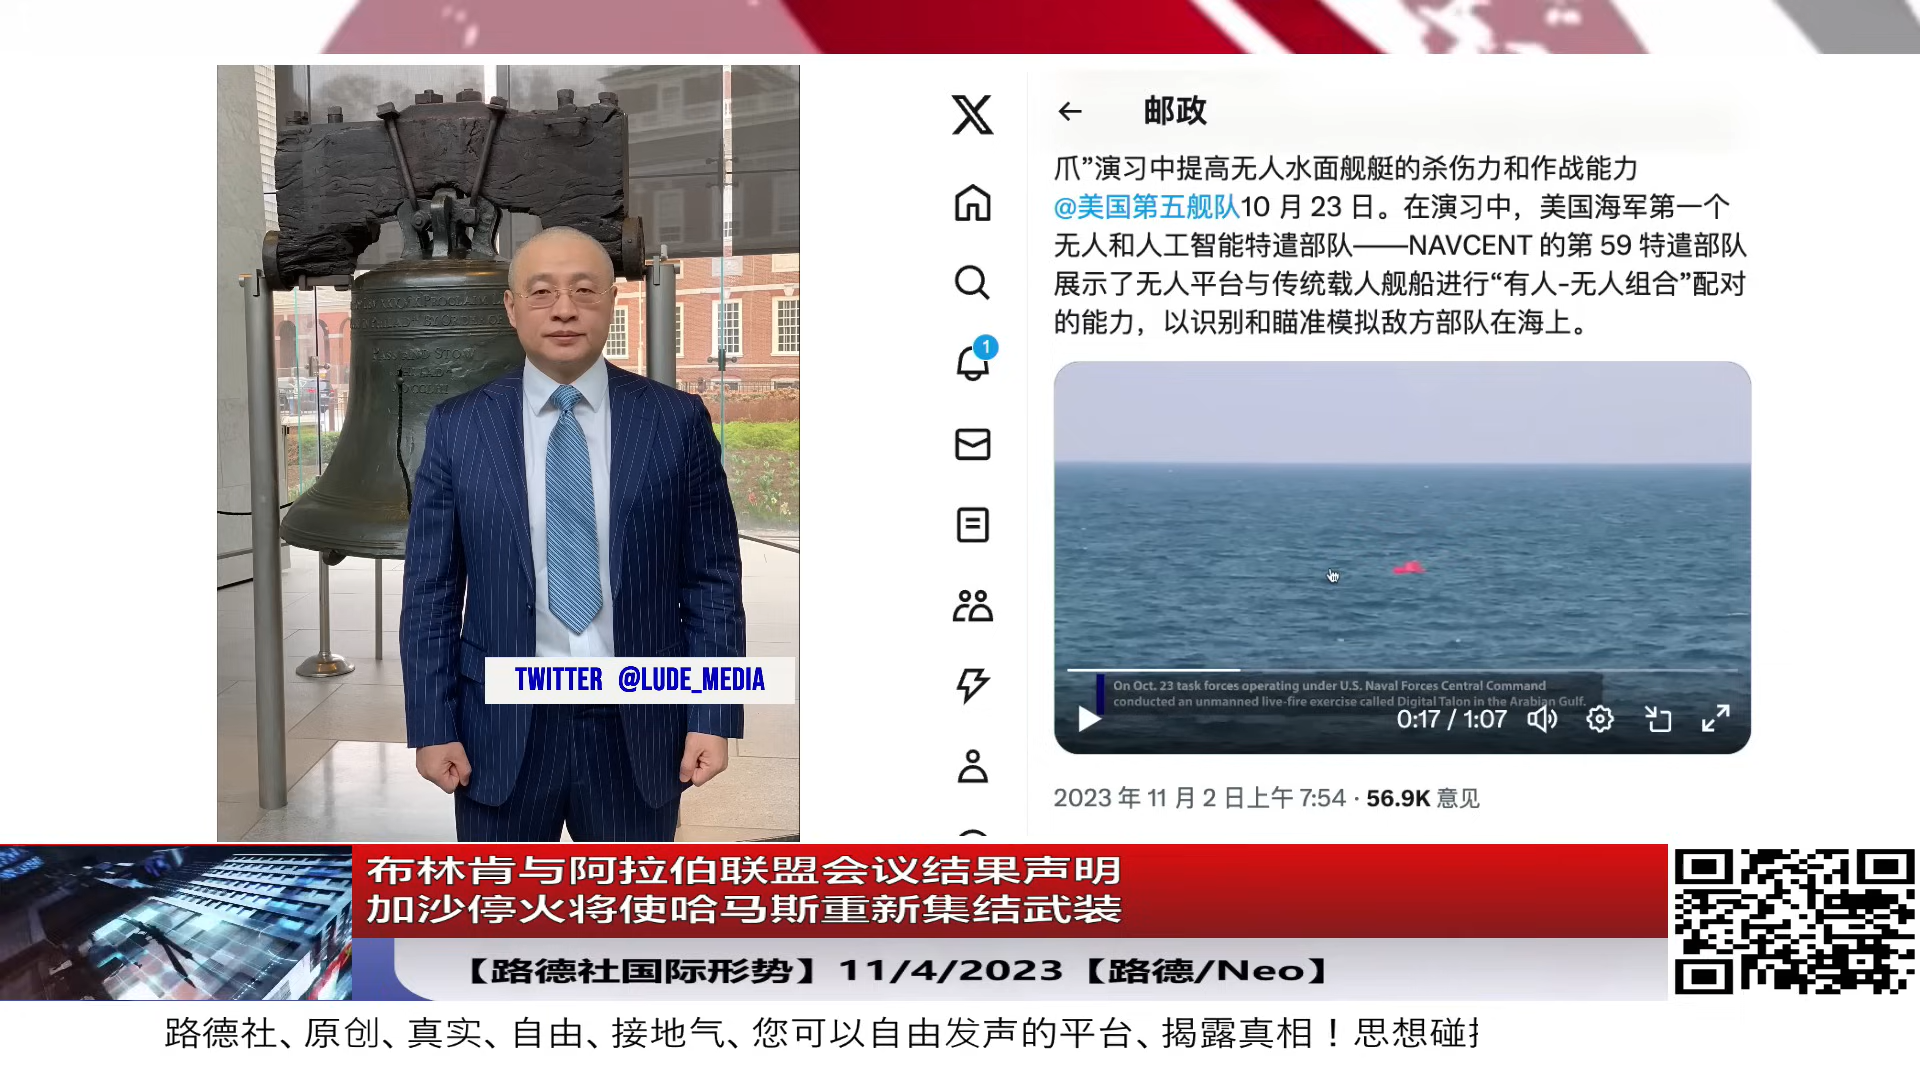 邮政
爪”演习中提高无人水面舰艇的杀伤力和作战能力
@美国第五舰队10 月 23 日。在演习中，美国海军第一个
无人和人工智能特遣部队——NAVCENT 的第 59 特遣部队
展示了无人平台与传统载人舰船进行“有人-无人组合”配对
的能力，以识别和瞄准模拟敌方部队在海上。
1
On Oct. 23 task forces operating under U.S. Naval Forces Central Command
conducted an unmanned live-fire exercise called Digital Talon in the Arabian Gulf.
0:17 / 1:07
2023 年 11 月 2 日上午 7:54 · 56.9K 意见
PASS AND STOW
TWITTER @LUDE_MEDIA
布林肯与阿拉伯联盟会议结果声明
加沙停火将使哈马斯重新集结武装
【路德社国际形势】11/4/2023【路德/Neo】
路德社、原创、真实、自由、接地气、您可以自由发声的平台、揭露真相！思想碰